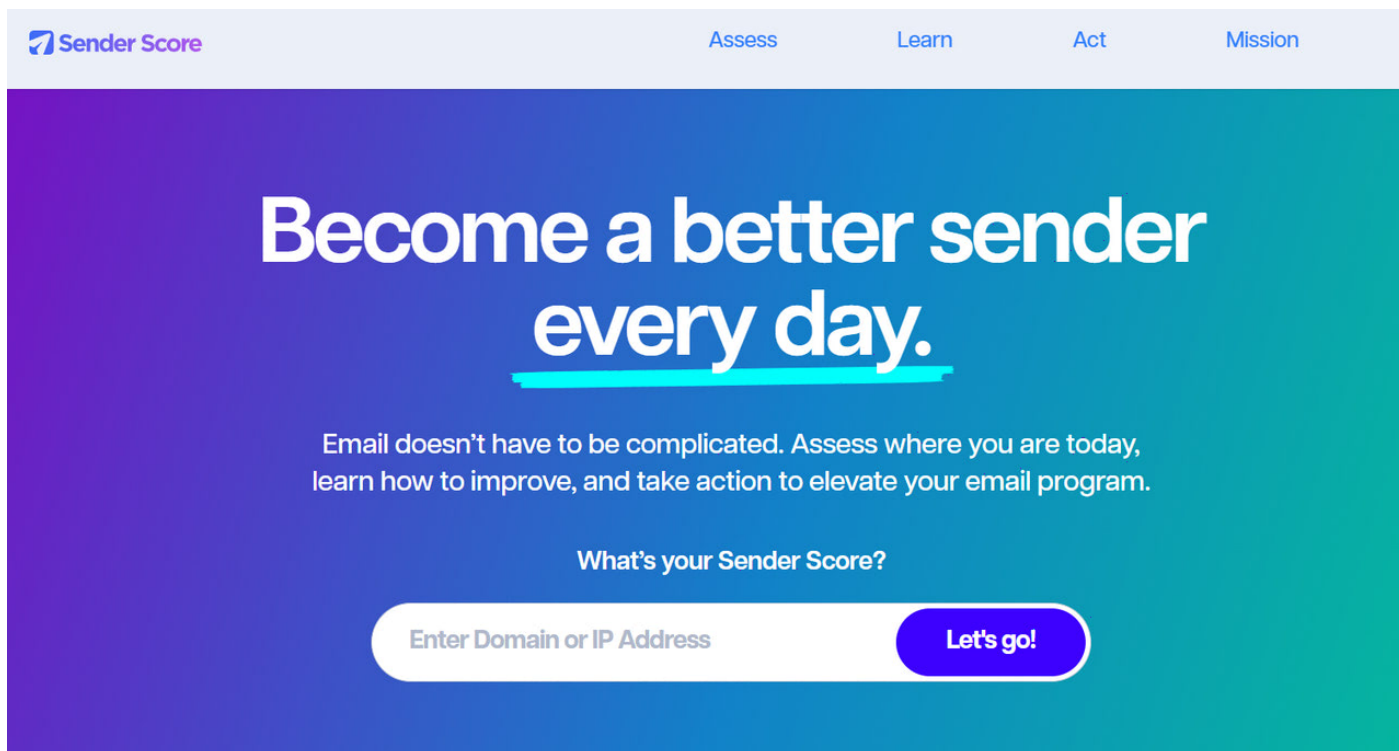 Sender Score
Assess
Learn
Act
Mission
Become a better sender
every day.
Email doesn’t have to be complicated. Assess where you are today,
learn how to improve, and take action to elevate your email program.
What’s your Sender Score?
Enter Domain or IP Address
Let's go!